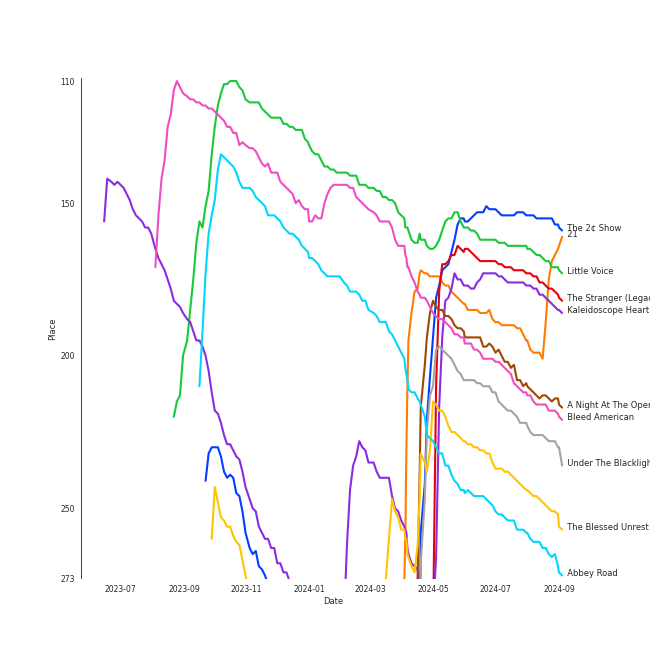 110
150
200
250
273
Place
2023-07
2023-09
2023-11
2024-01
2024-03
2024-05
2024-07
2024-09
Date
The 2¢ Show
21
Little Voice
The Stranger (Legac
Kaleidoscope Heart
A Night At The Oper
Bleed American
Under The Blackligh
The Blessed Unrest
Abbey Road